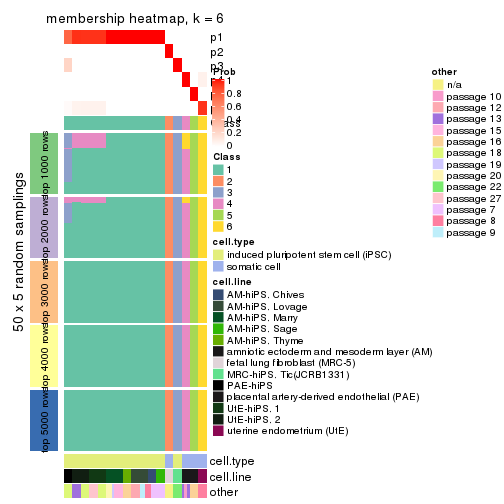 membership heatmap, k = 6
p1
p2
p3
Prob
1
0.8
0.6
0.4
0.2
0
Class
1
2
3
4
5
6
50 x 5 random samplings
top 1000 rows
top 2000 rows
top 3000 rows
top 4000 rows
top 5000 rows
cell.type
induced pluripotent stem cell (iPSC)
somatic cell
cell.line
AM-hiPS. Chives
AM-hiPS. Lovage
AM-hiPS. Marry
AM-hiPS. Sage
AM-hiPS. Thyme
amniotic ectoderm and mesoderm layer (AM)
fetal lung fibroblast (MRC-5)
MRC-hiPS. Tic(JCRB1331)
PAE-hiPS
placental artery-derived endothelial (PAE)
UtE-hiPS. 1
UtE-hiPS. 2
uterine endometrium (UtE)
cell.type
cell.line
other
other
n/a
passage 10
passage 12
passage 13
passage 15
passage 16
passage 18
passage 19
passage 20
passage 22
passage 27
passage 7
passage 8
passage 9